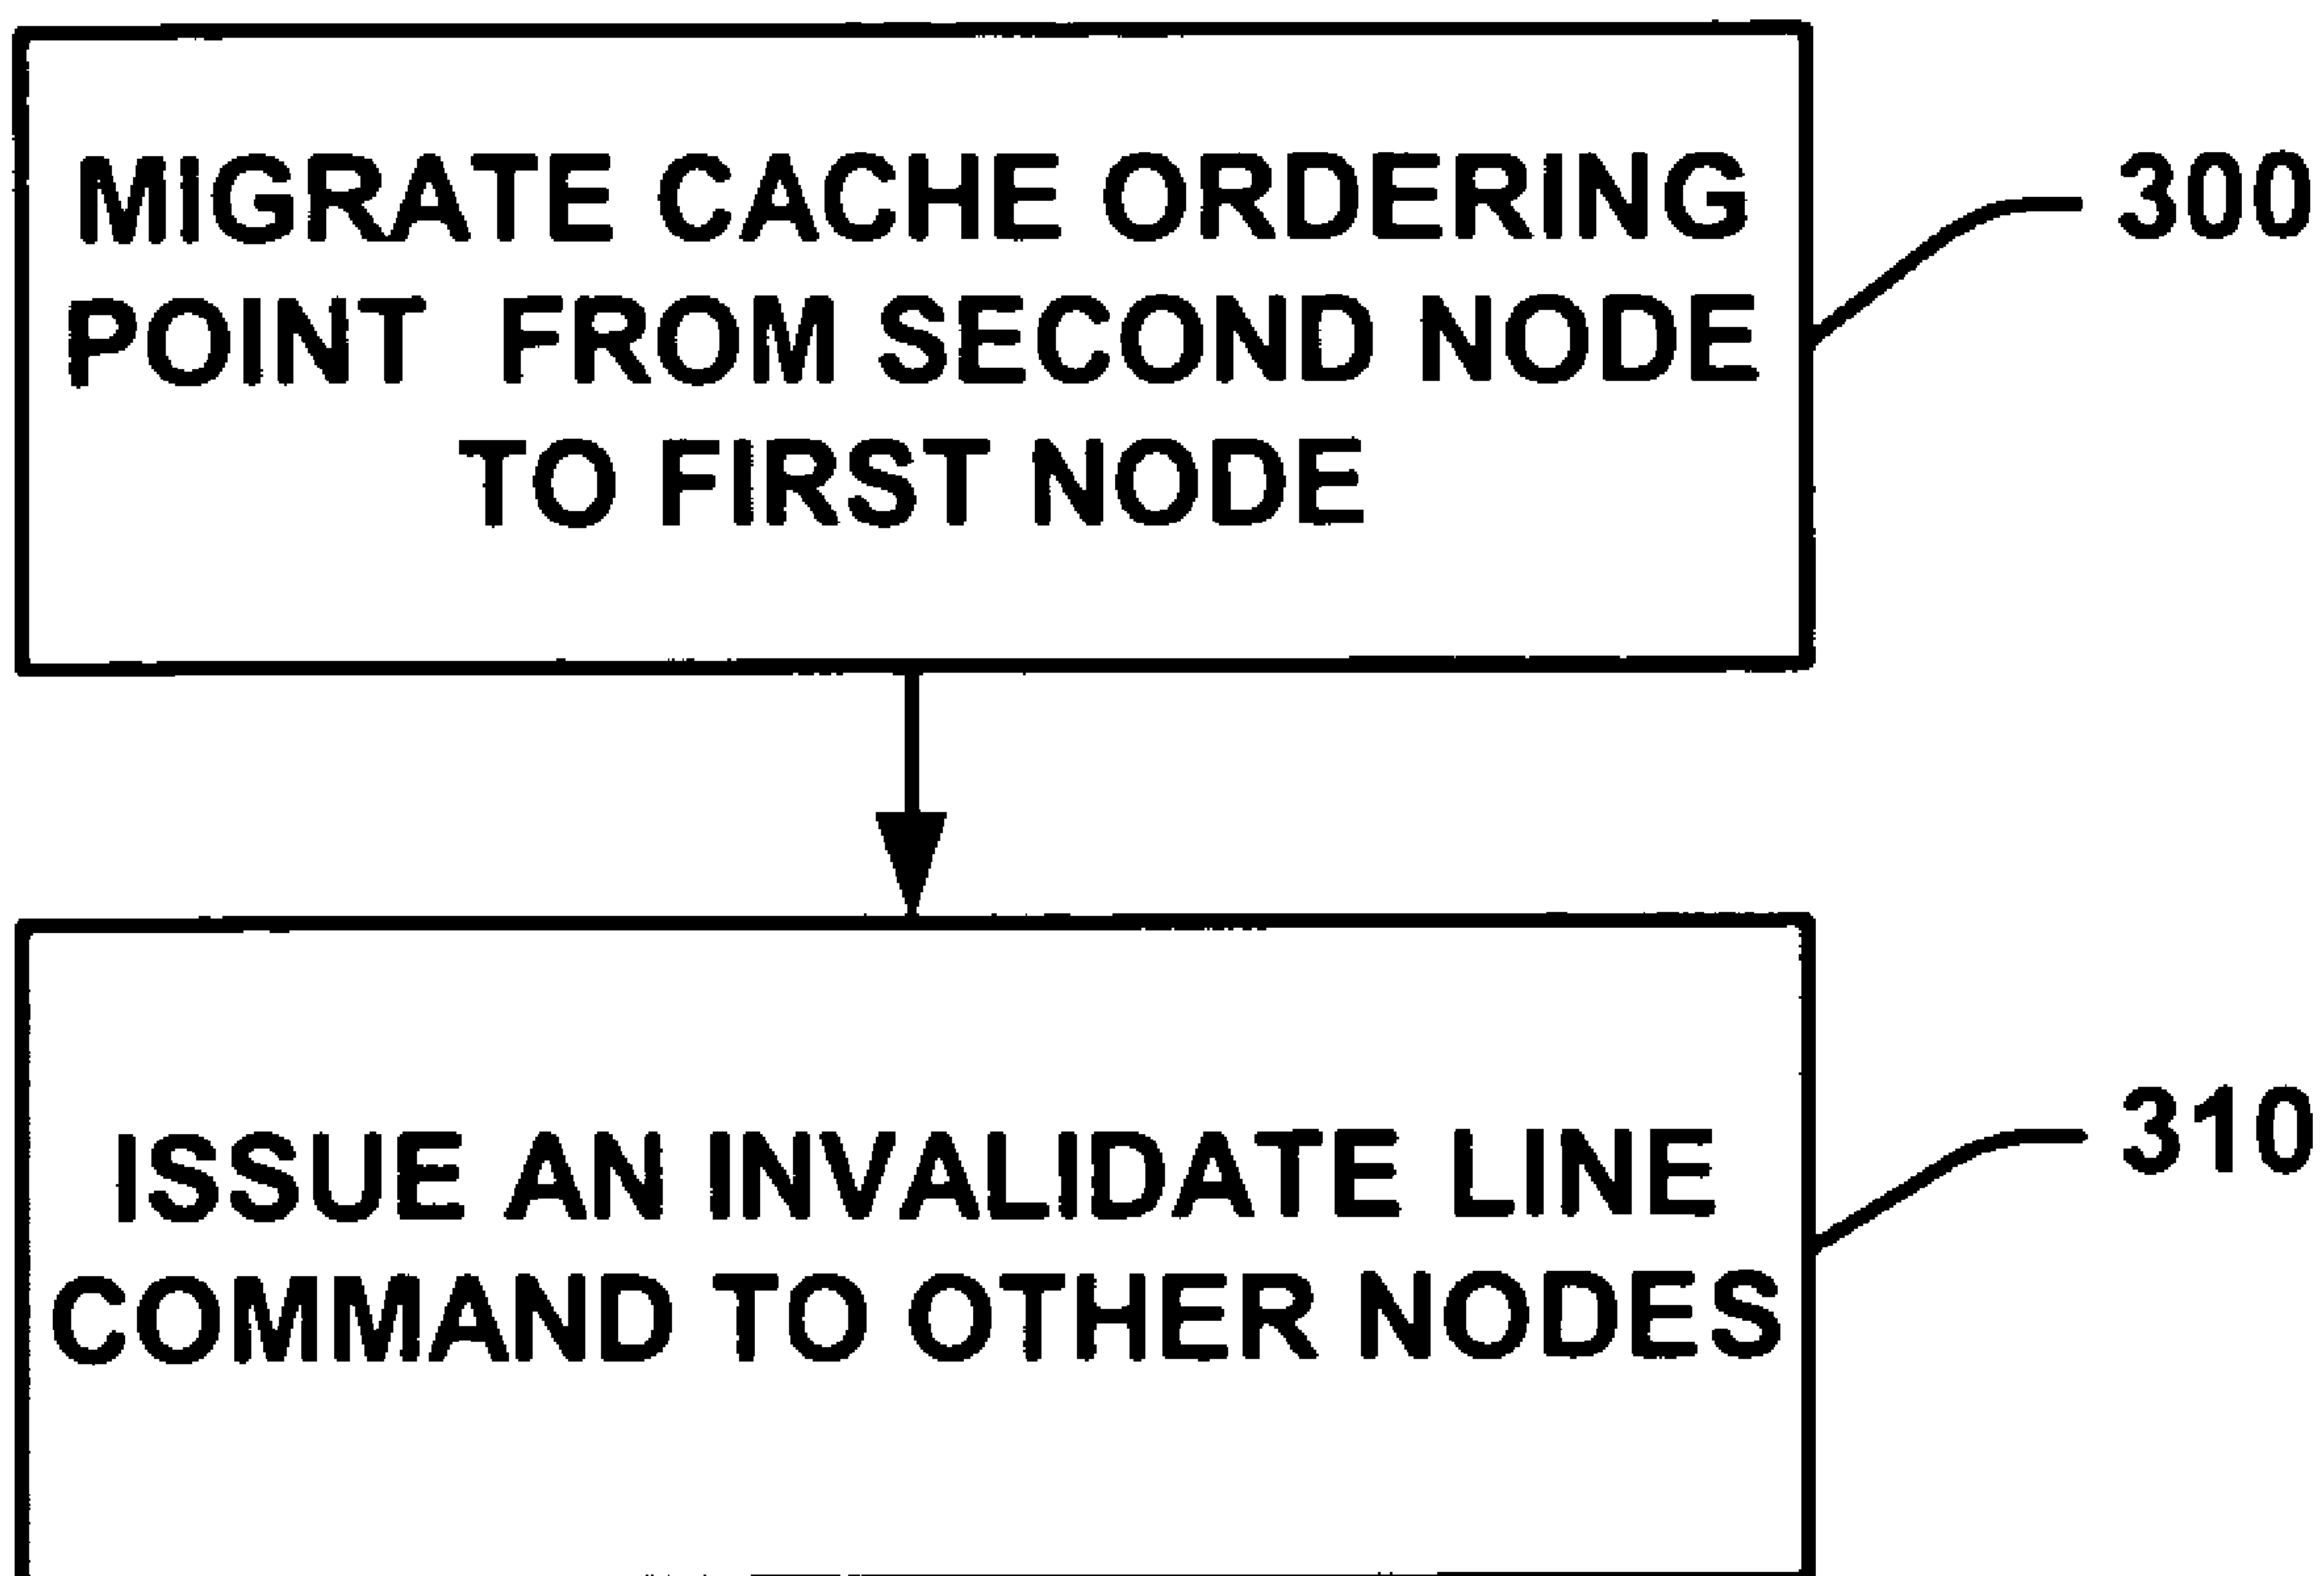 MIGRATE CACHE ORDERING
POINT FROM SECOND NODE
TO FIRST NODE
300
ISSUE AN INVALIDATE LINE
COMMAND TO OTHER NODES
310